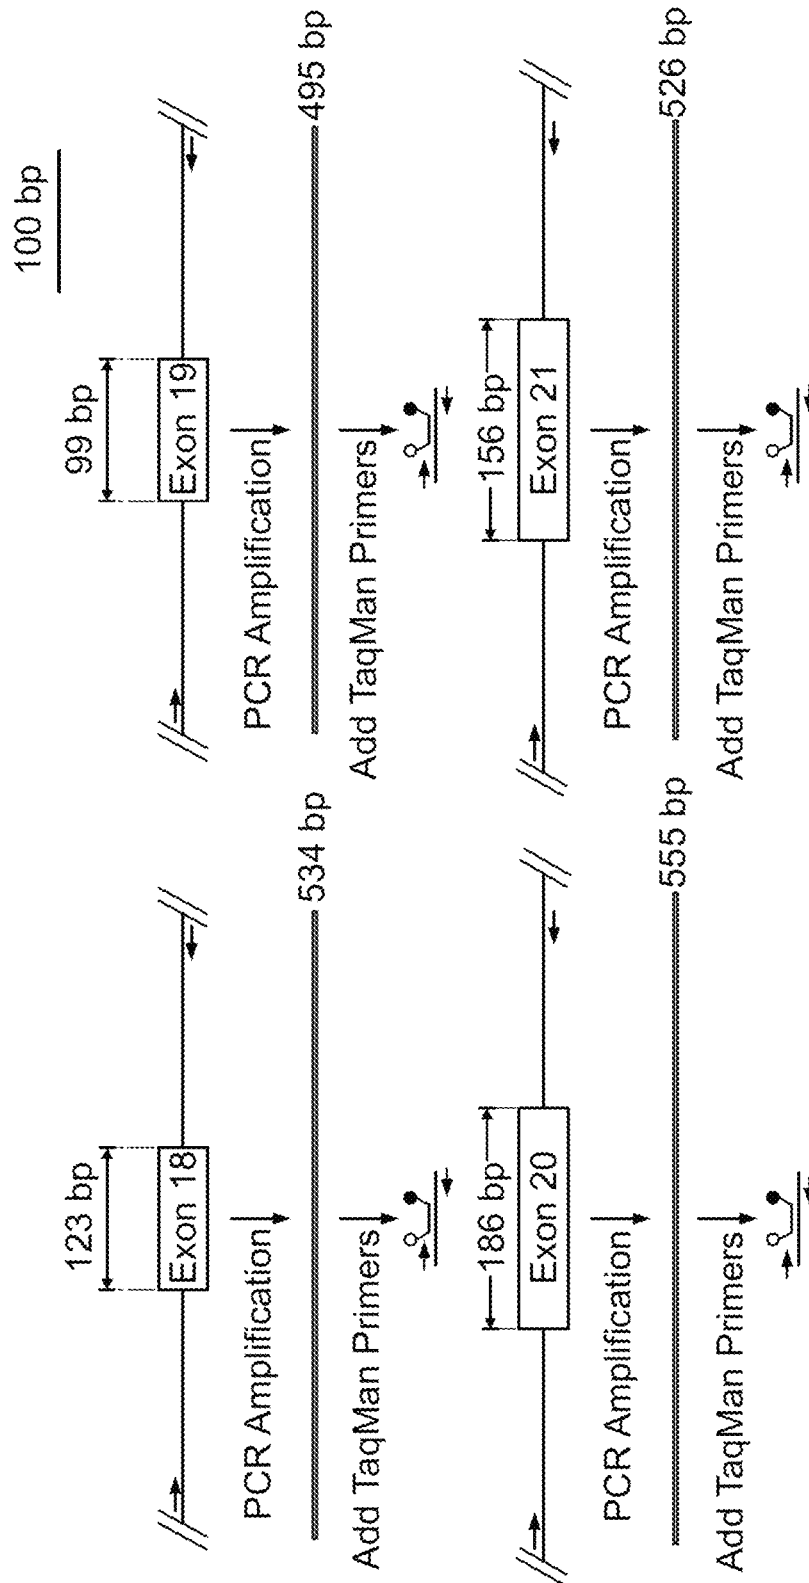 100 bp
123 bp
Exon 18
PCR Amplification
534 bp
Add TaqMan Primers
99 bp
Exon 19
PCR Amplification
495 bp
Add TaqMan Primers
186 bp
Exon 20
PCR Amplification
555 bp
Add TaqMan Primers
156 bp
Exon 21
PCR Amplification
526 bp
Add TaqMan Primers